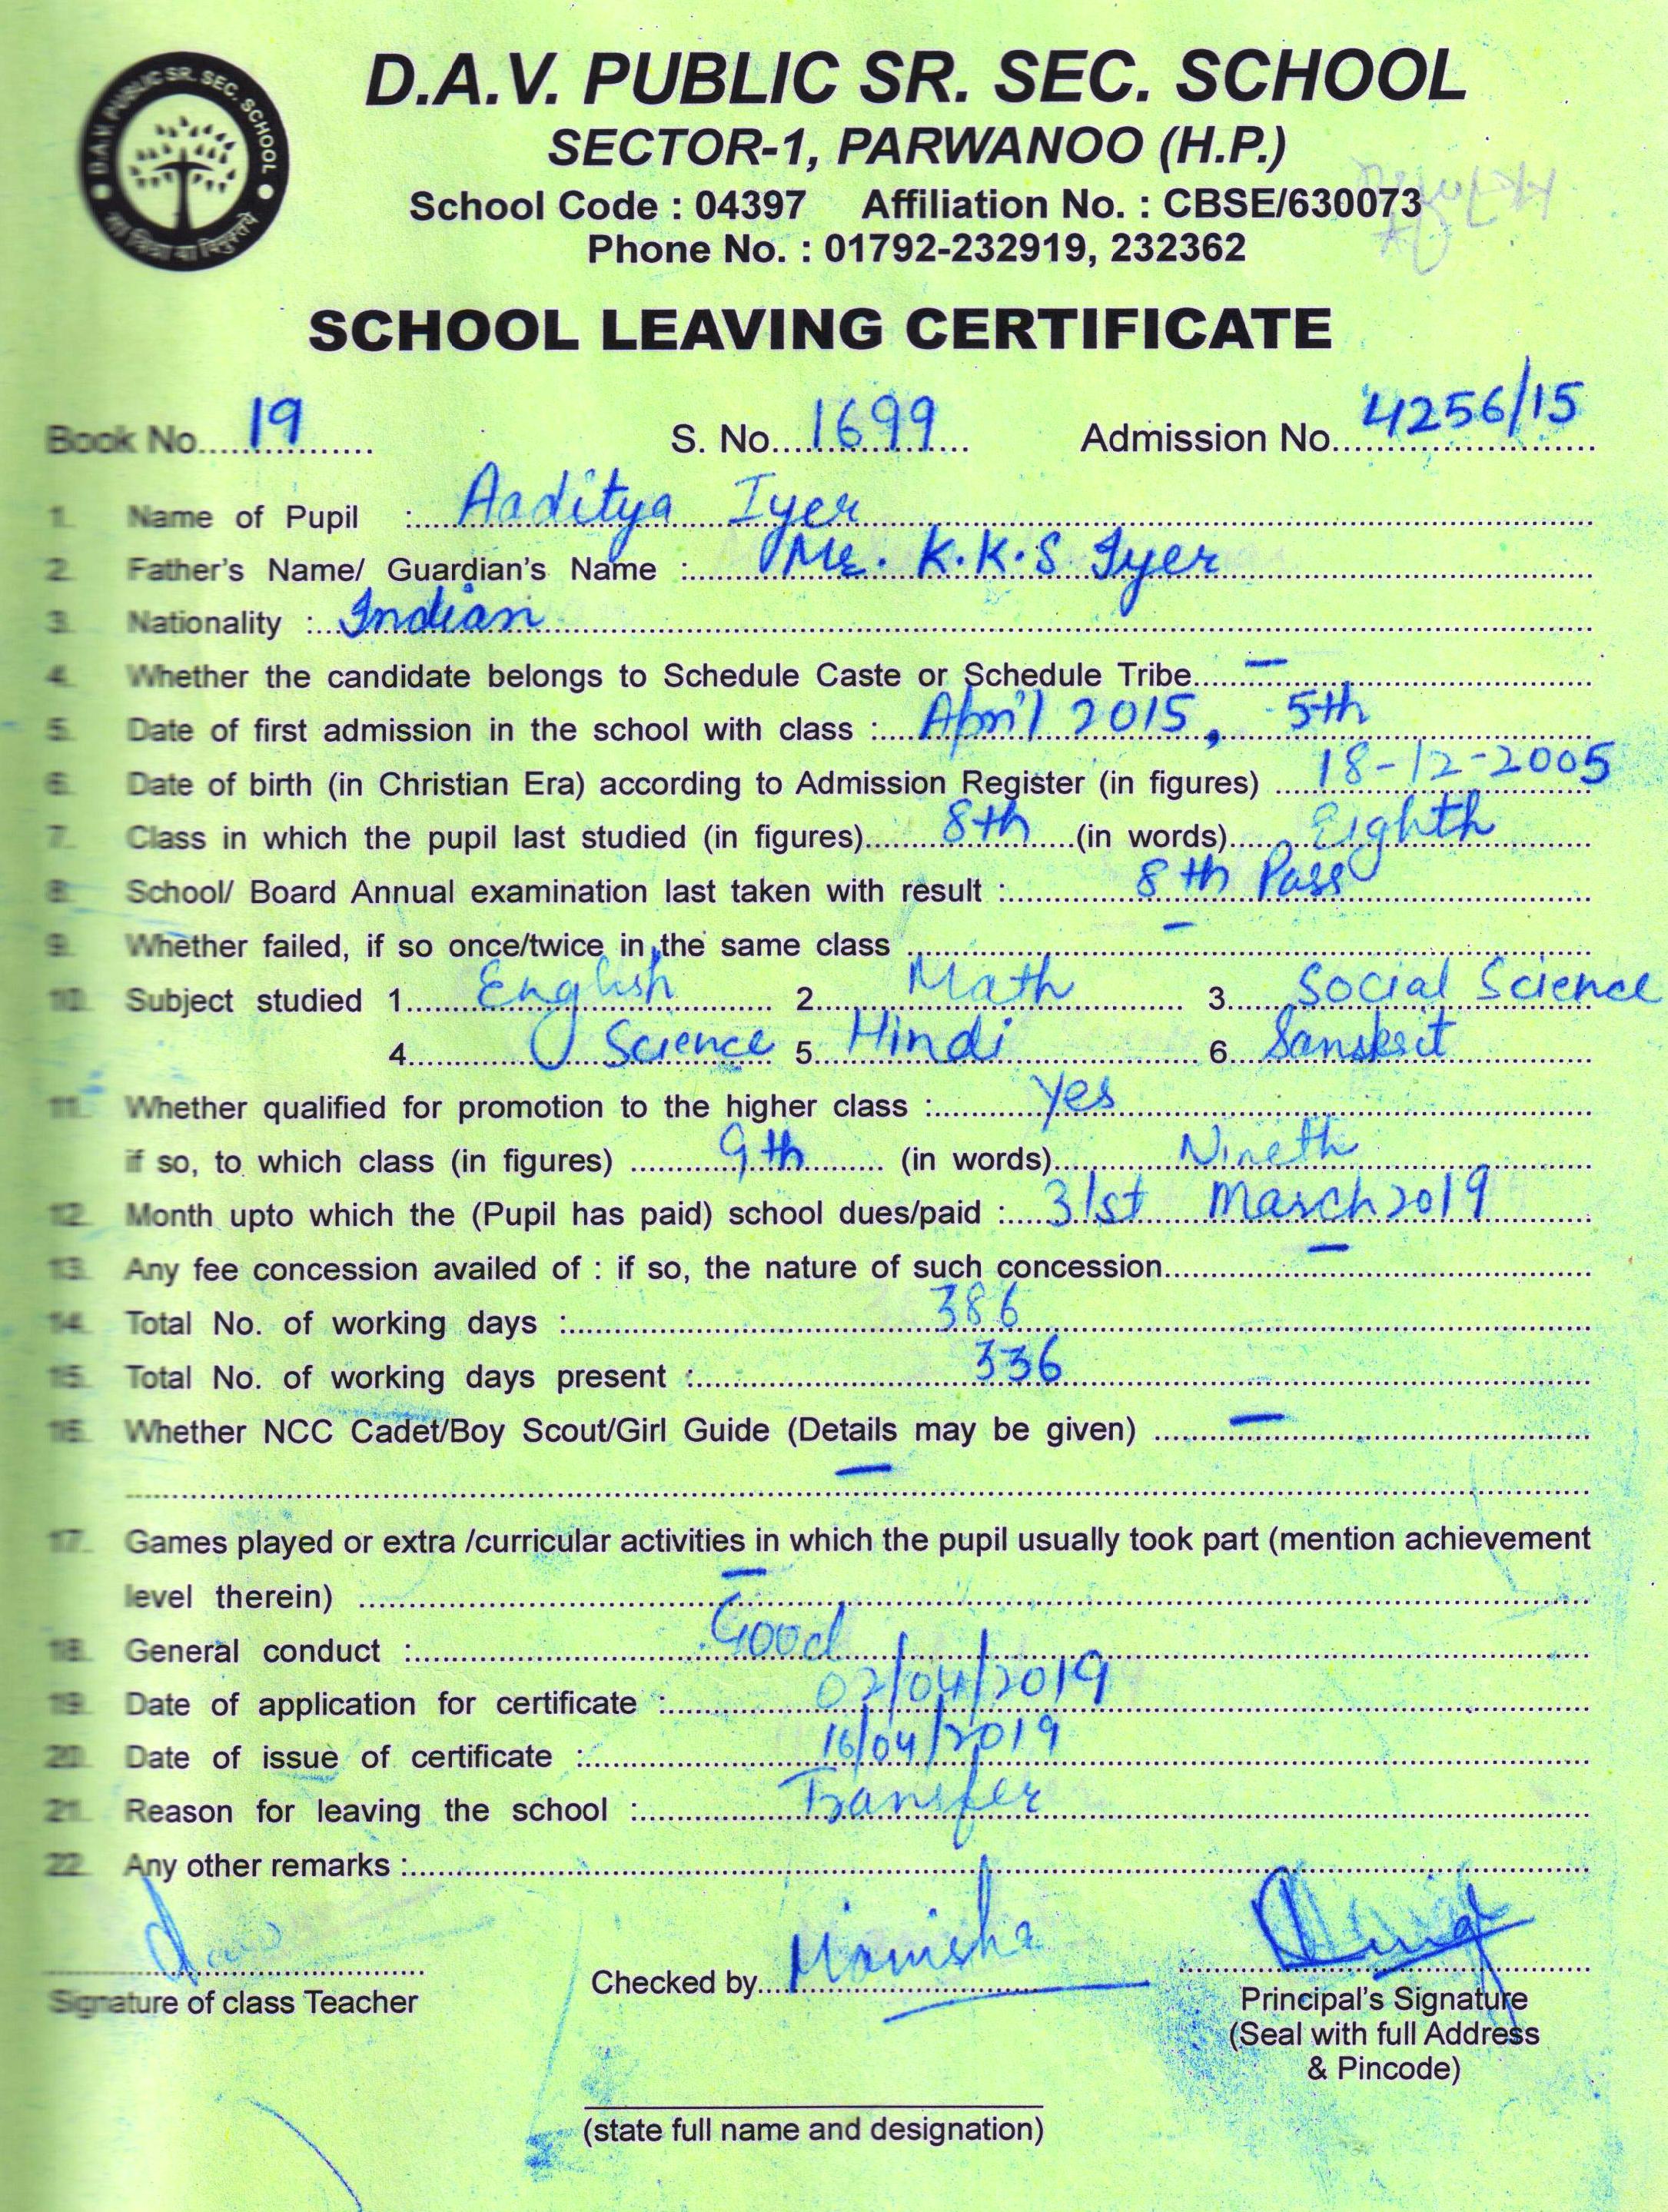 D.A.V. PUBLIC SR. SEC. SCHOOL
D.A.V. PUBLIC SR. SEC. SCHOOL
SECTOR-1, PARWANOO (H.P.)
School Code : 04397 Affiliation No. : CBSE/630073
Phone No. : 01792-232919, 232362
SCHOOL LEAVING CERTIFICATE
Book No. 19 S. No. 1699 Admission No. 4256/15
1. Name of Pupil : Aaditya Iyer
2. Father's Name/ Guardian's Name : Mr. K.K.S Iyer
3. Nationality : Indian
4. Whether the candidate belongs to Schedule Caste or Schedule Tribe —
5. Date of first admission in the school with class : April 2015, 5th
6. Date of birth (in Christian Era) according to Admission Register (in figures) 18-12-2005
7. Class in which the pupil last studied (in figures) 8th (in words) Eighth
8. School/ Board Annual examination last taken with result : 8th Pass
9. Whether failed, if so once/twice in the same class —
10. Subject studied 1. English 2. Math 3. Social Science
4. Science 5. Hindi 6. Sanskrit
11. Whether qualified for promotion to the higher class : Yes
if so, to which class (in figures) 9th (in words) Nineth
12. Month upto which the (Pupil has paid) school dues/paid : 31st March 2019
13. Any fee concession availed of : if so, the nature of such concession —
14. Total No. of working days : 386
15. Total No. of working days present : 336
16. Whether NCC Cadet/Boy Scout/Girl Guide (Details may be given) —
—
17. Games played or extra /curricular activities in which the pupil usually took part (mention achievement
level therein) —
18. General conduct : Good
19. Date of application for certificate : 02/04/2019
20. Date of issue of certificate : 16/04/2019
21. Reason for leaving the school : Transfer
22. Any other remarks :
Signature of class Teacher
Checked by Manisha
Principal's Signature
(Seal with full Address
& Pincode)
(state full name and designation)